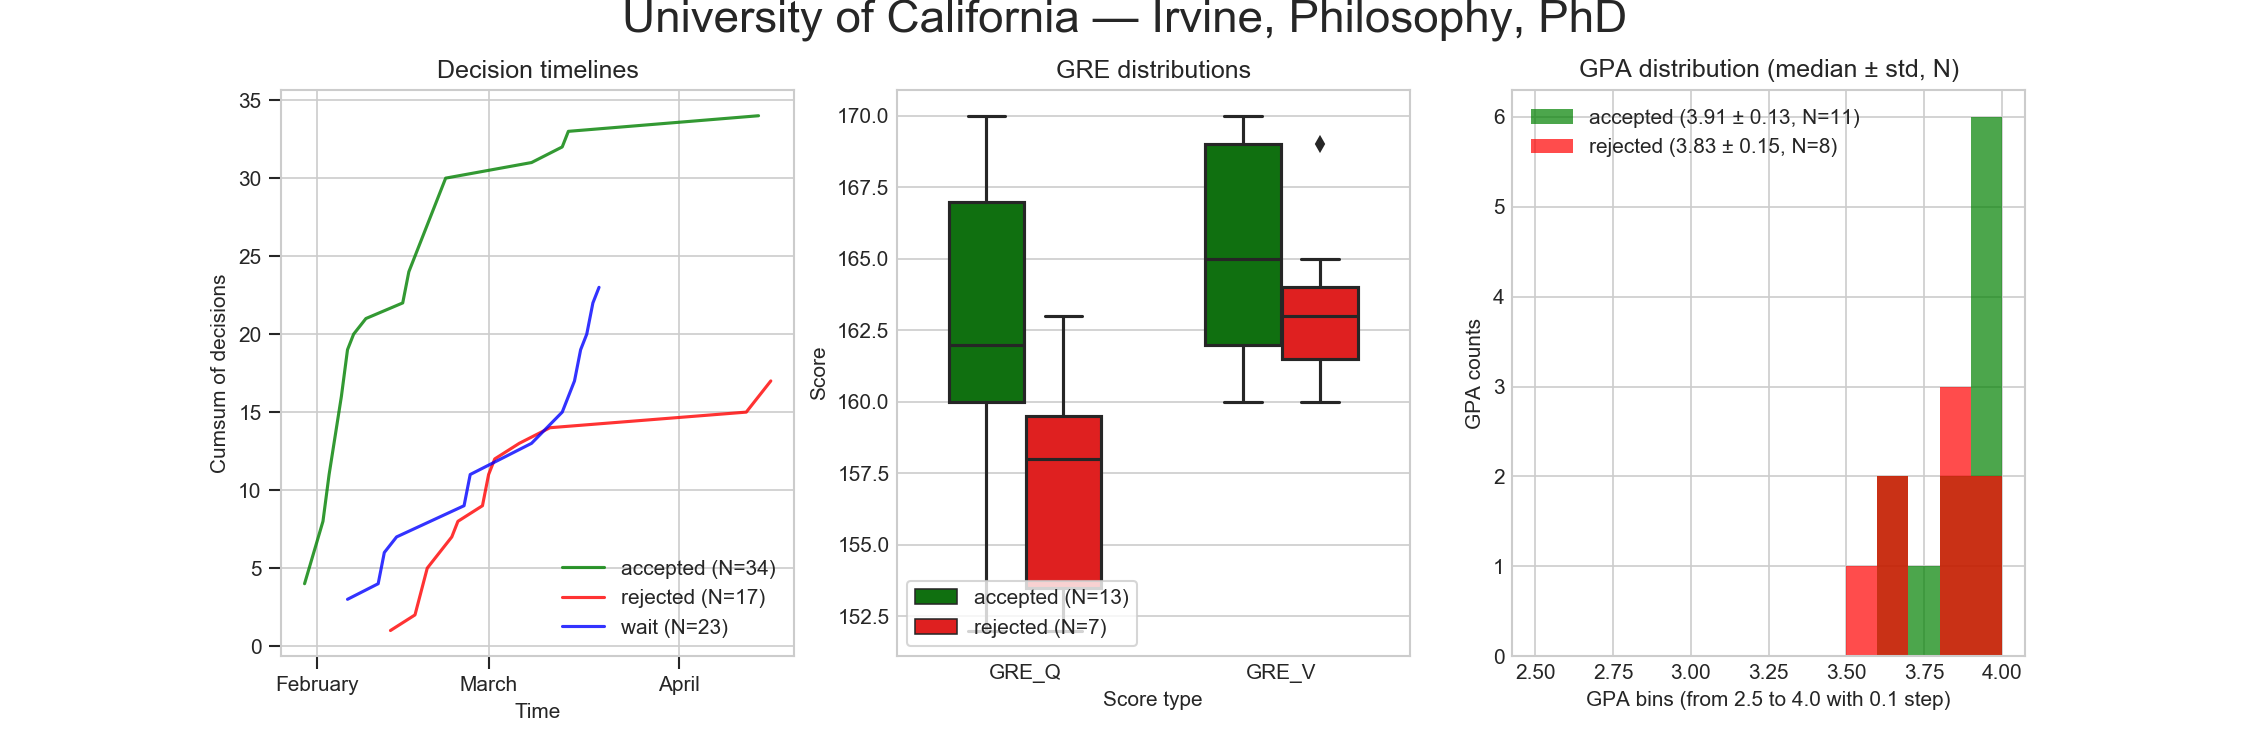 University of California — Irvine, Philosophy, PhD
Decision timelines
35
30
25
20
15
10
5
0
Cumsum of decisions
accepted (N=34)
rejected (N=17)
wait (N=23)
February March April
Time
GRE distributions
170.0
167.5
165.0
162.5
160.0
157.5
155.0
152.5
Score
accepted (N=13)
rejected (N=7)
GRE_Q GRE_V
Score type
GPA distribution (median ± std, N)
accepted (3.91 ± 0.13, N=11)
rejected (3.83 ± 0.15, N=8)
6
5
4
3
2
1
0
GPA counts
2.50 2.75 3.00 3.25 3.50 3.75 4.00
GPA bins (from 2.5 to 4.0 with 0.1 step)